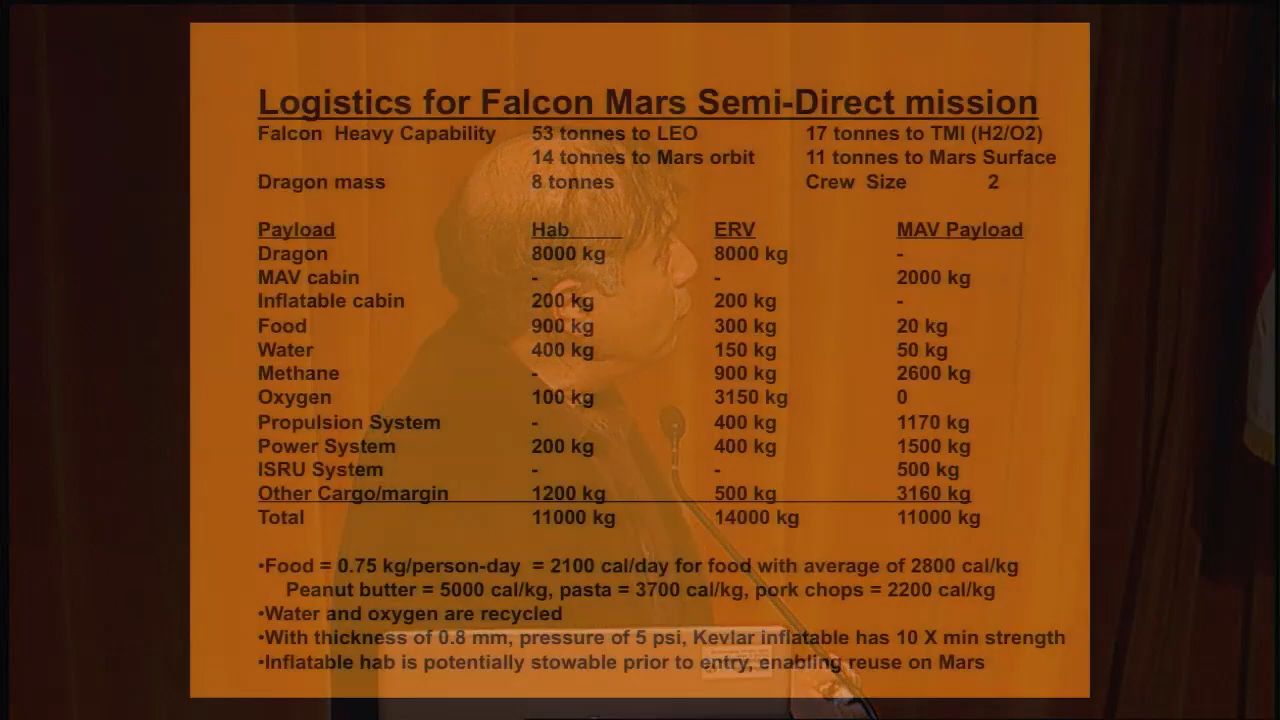 Logistics for Falcon Mars Semi-Direct mission
Falcon Heavy Capability 53 tonnes to LEO 17 tonnes to TMI (H2/O2)
14 tonnes to Mars orbit 11 tonnes to Mars Surface
Dragon mass 8 tonnes Crew Size 2
Payload Hab ERV MAV Payload
Dragon 8000 kg 8000 kg -
MAV cabin - - 2000 kg
Inflatable cabin 200 kg 200 kg -
Food 900 kg 300 kg 20 kg
Water 400 kg 150 kg 50 kg
Methane - 900 kg 2600 kg
Oxygen 100 kg 3150 kg 0
Propulsion System - 400 kg 1170 kg
Power System 200 kg 400 kg 1500 kg
ISRU System - - 500 kg
Other Cargo/margin 1200 kg 500 kg 3160 kg
Total 11000 kg 14000 kg 11000 kg
•Food = 0.75 kg/person-day = 2100 cal/day for food with average of 2800 cal/kg
Peanut butter = 5000 cal/kg, pasta = 3700 cal/kg, pork chops = 2200 cal/kg
•Water and oxygen are recycled
•With thickness of 0.8 mm, pressure of 5 psi, Kevlar inflatable has 10 X min strength
•Inflatable hab is potentially stowable prior to entry, enabling reuse on Mars